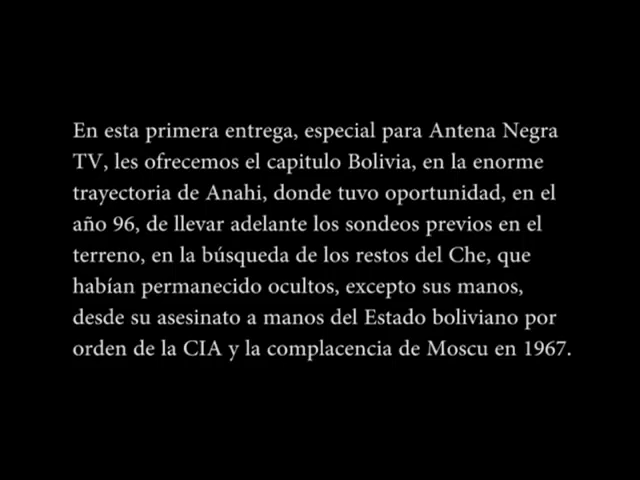 En esta primera entrega, especial para Antena Negra
TV, les ofrecemos el capitulo Bolivia, en la enorme
trayectoria de Anahi, donde tuvo oportunidad, en el
año 96, de llevar adelante los sondeos previos en el
terreno, en la búsqueda de los restos del Che, que
habían permanecido ocultos, excepto sus manos,
desde su asesinato a manos del Estado boliviano por
orden de la CIA y la complacencia de Moscu en 1967.